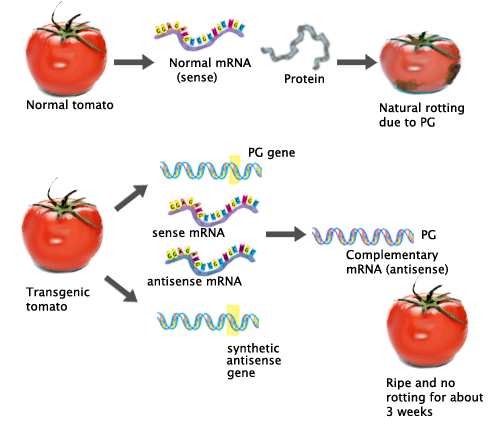 Normal tomato
Normal mRNA
(sense)
Protein
Natural rotting
due to PG
PG gene
sense mRNA
antisense mRNA
PG
Complementary
mRNA (antisense)
Transgenic
tomato
synthetic
antisense
gene
Ripe and no
rotting for about
3 weeks